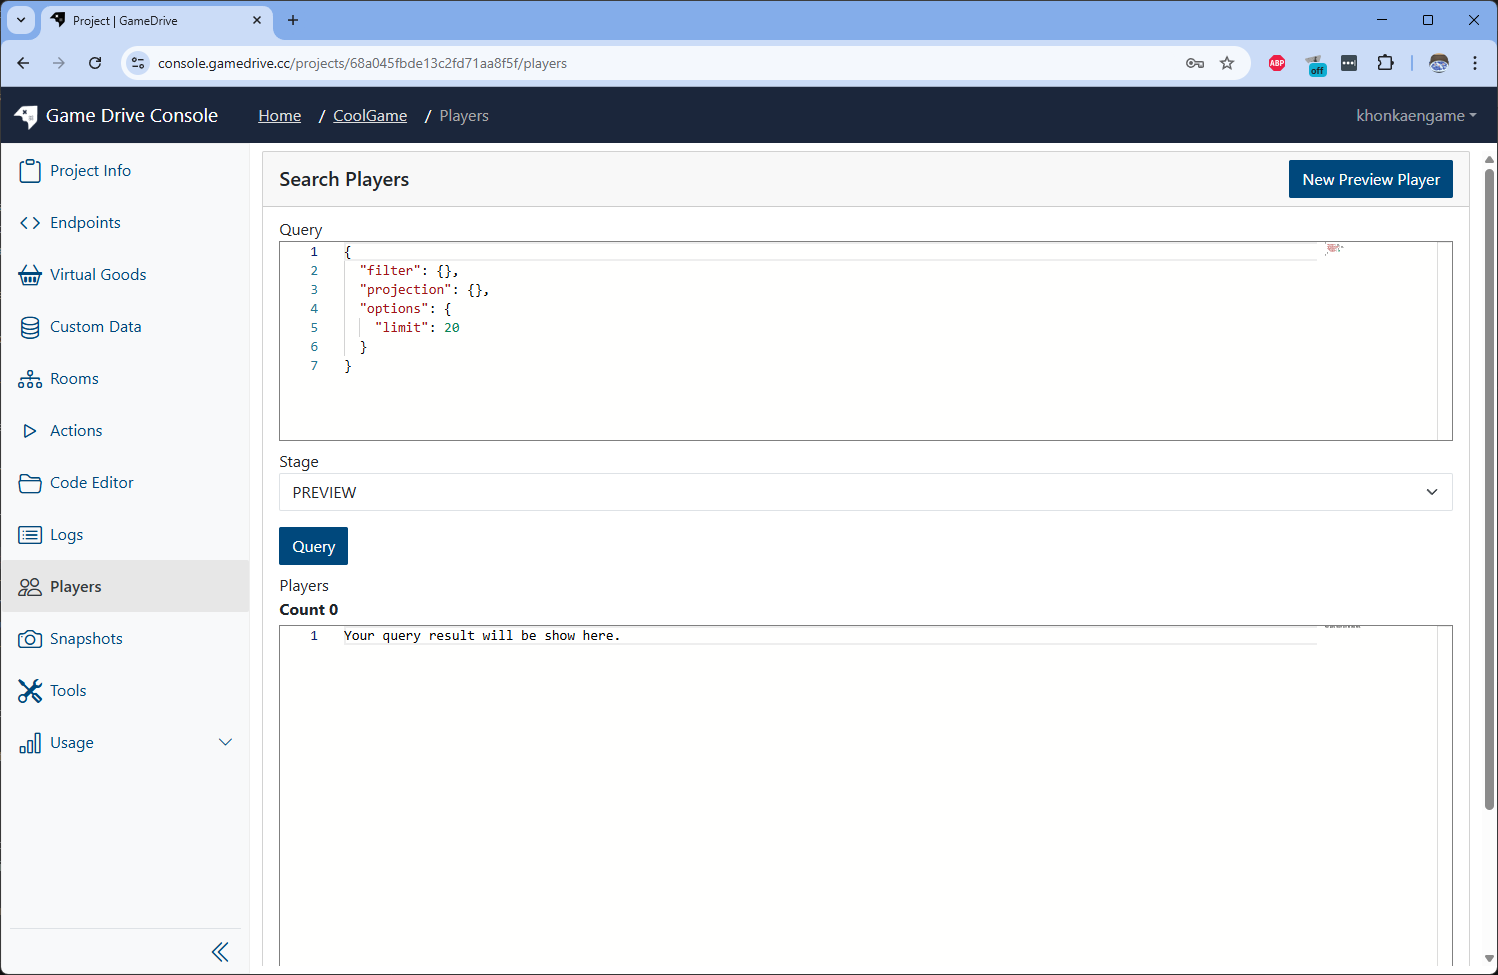 Project | GameDrive
console.gamedrive.cc/projects/68a045fbde13c2fd71aa8f5f/players
ABP
off
Game Drive Console
Home / CoolGame / Players
khonkaengame
Project Info
Endpoints
Virtual Goods
Custom Data
Rooms
Actions
Code Editor
Logs
Players
Snapshots
Tools
Usage
Search Players
New Preview Player
Query
1 {
2 "filter": {},
3 "projection": {},
4 "options": {
5 "limit": 20
6 }
7 }
Stage
PREVIEW
Query
Players
Count 0
1 Your query result will be show here.